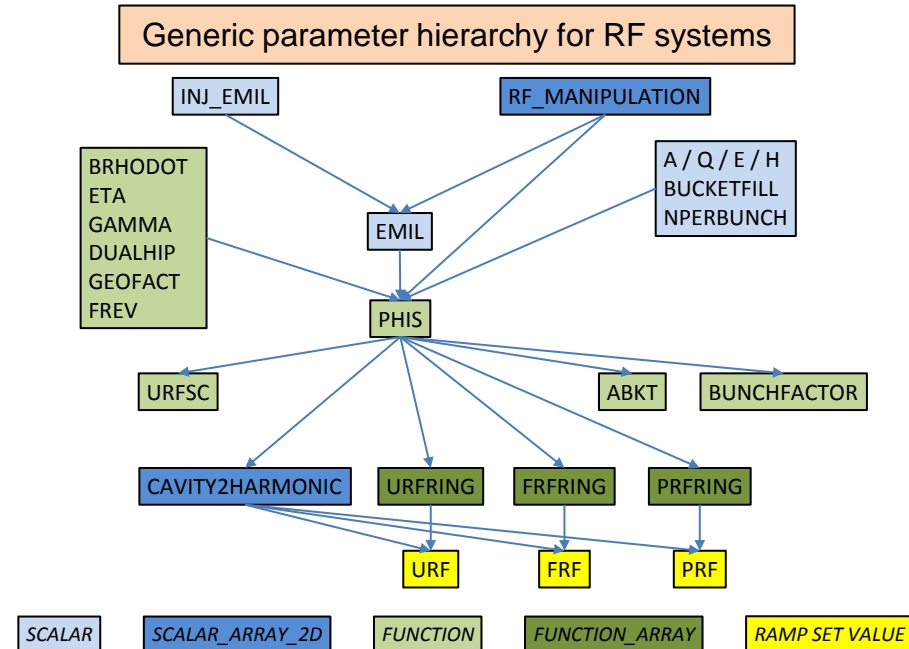 Generic parameter hierarchy for RF systems
INJ_EMIL
RF_MANIPULATION
BRHODOT
ETA
GAMMA
DUALHIP
GEOFACT
FREV
A / Q / E / H
BUCKETFILL
NPERBUNCH
EMIL
PHIS
URFSC
ABKT
BUNCHFACTOR
CAVITY2HARMONIC
URFRING
FRFRING
PRFRING
URF
FRF
PRF
SCALAR
SCALAR_ARRAY_2D
FUNCTION
FUNCTION_ARRAY
RAMP SET VALUE